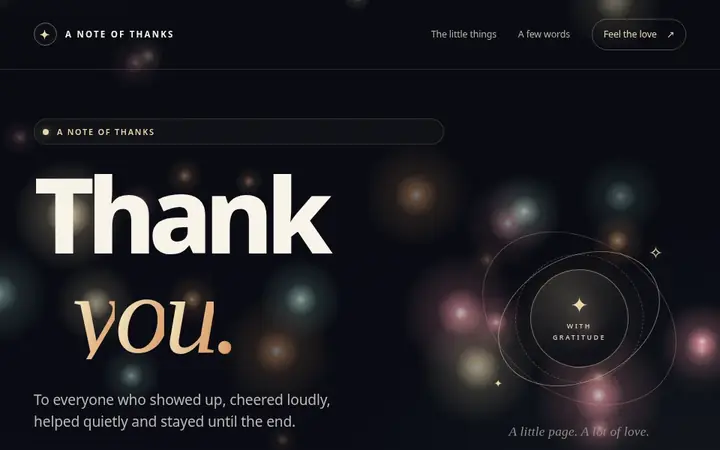 A NOTE OF THANKS
The little things
A few words
Feel the love ↗
A NOTE OF THANKS
Thank
you.
To everyone who showed up, cheered loudly,
helped quietly and stayed until the end.
WITH
GRATITUDE
A little page. A lot of love.